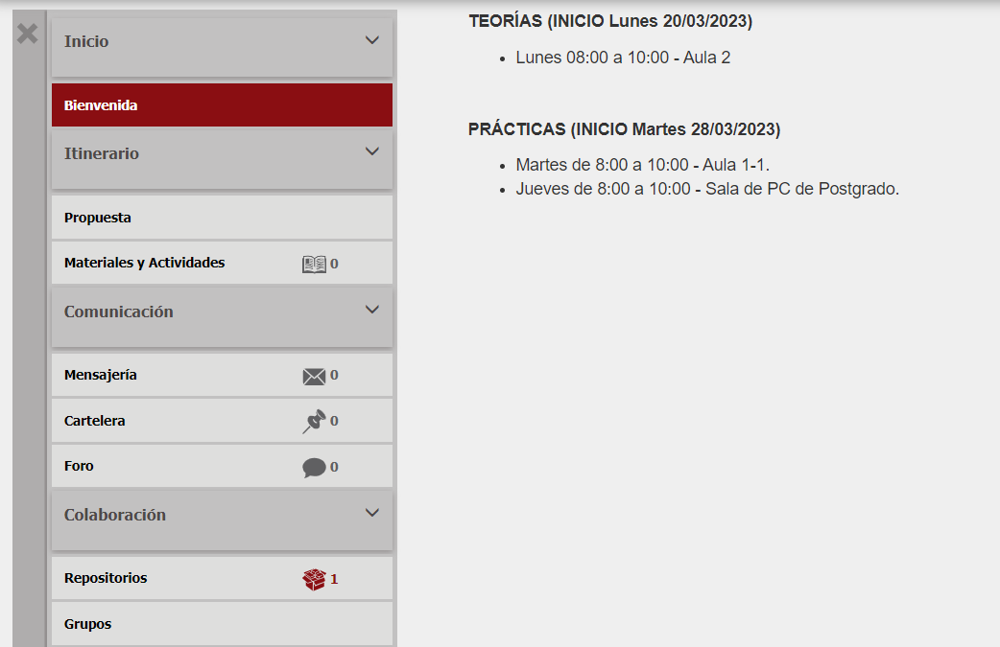 Inicio
Bienvenida
Itinerario
Propuesta
Materiales y Actividades 0
Comunicación
Mensajería 0
Cartelera 0
Foro 0
Colaboración
Repositorios 1
Grupos
TEORÍAS (INICIO Lunes 20/03/2023)
• Lunes 08:00 a 10:00 - Aula 2
PRÁCTICAS (INICIO Martes 28/03/2023)
• Martes de 8:00 a 10:00 - Aula 1-1.
• Jueves de 8:00 a 10:00 - Sala de PC de Postgrado.